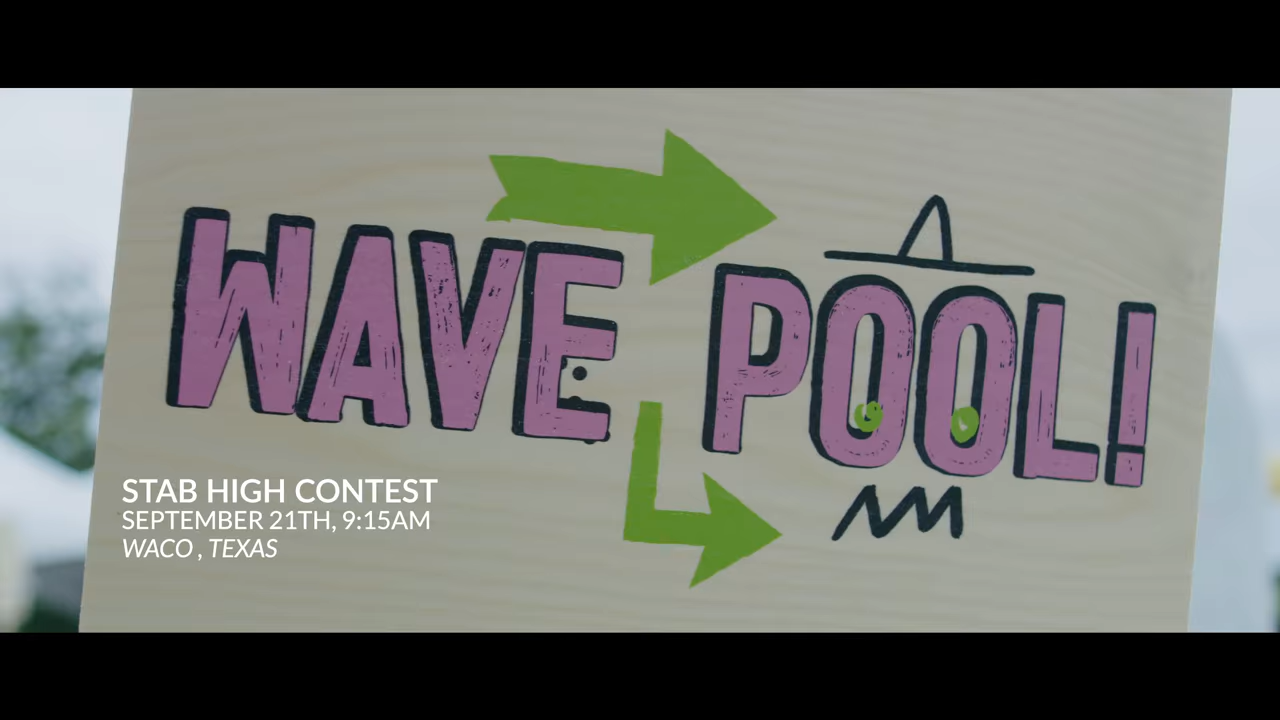 WAVE POOL!
STAB HIGH CONTEST
SEPTEMBER 21TH, 9:15AM
WACO , TEXAS